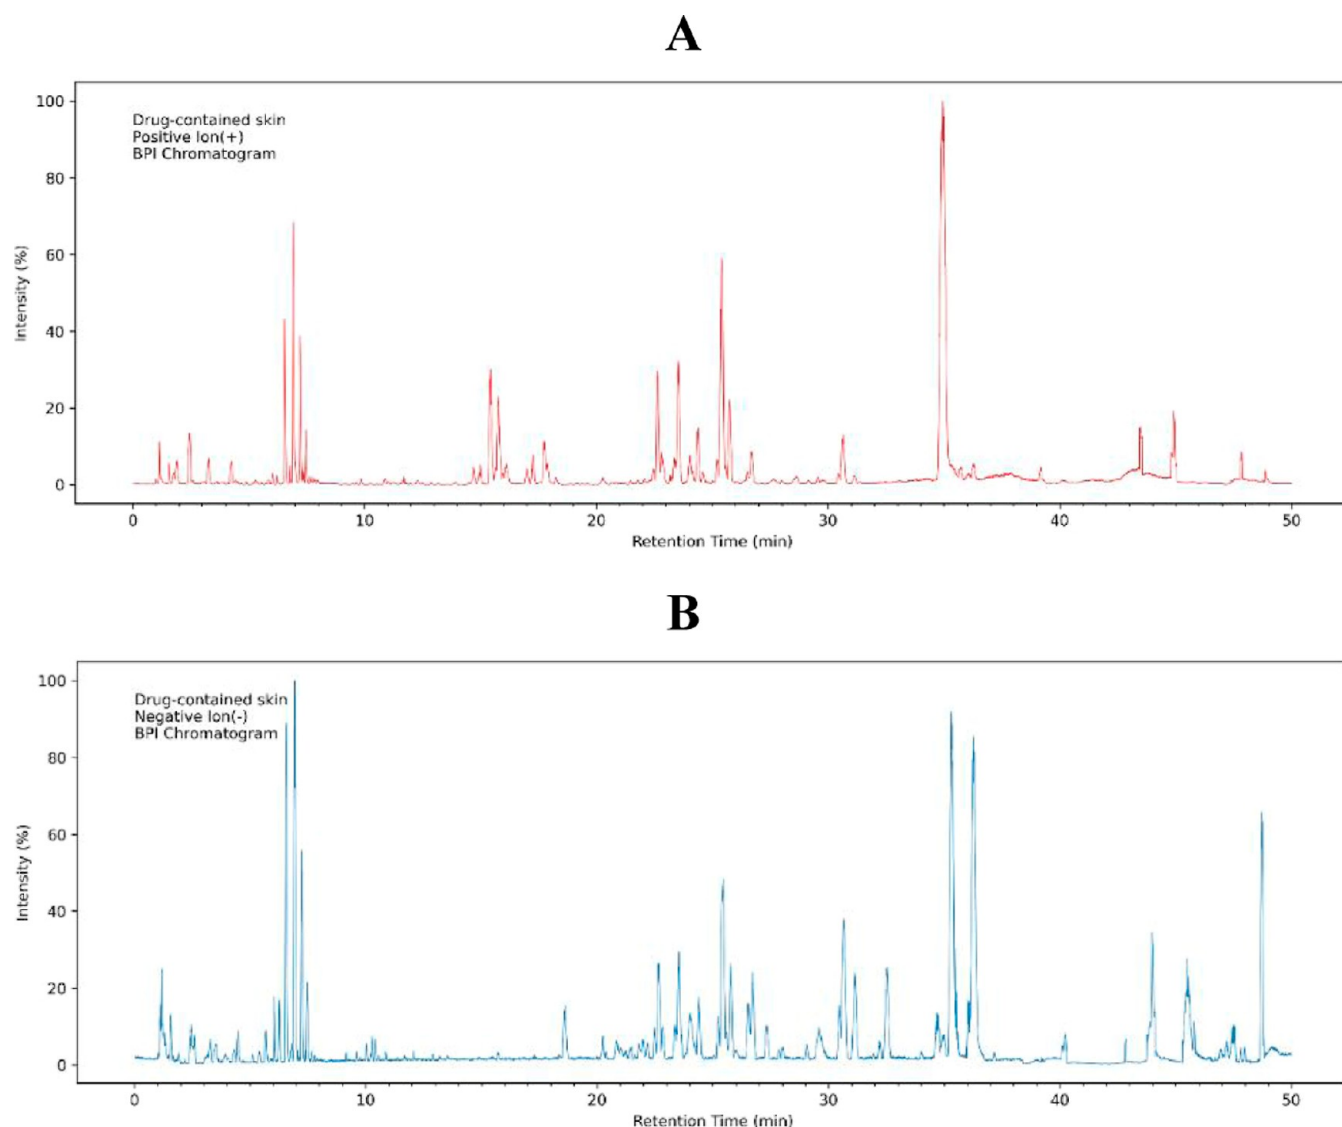 A
100
80
60
40
20
0
Intensity (%)
Drug-contained skin
Positive Ion(+)
BPI Chromatogram
0 10 20 30 40 50
Retention Time (min)
B
100
80
60
40
20
0
Intensity (%)
Drug-contained skin
Negative Ion(-)
BPI Chromatogram
0 10 20 30 40 50
Retention Time (min)